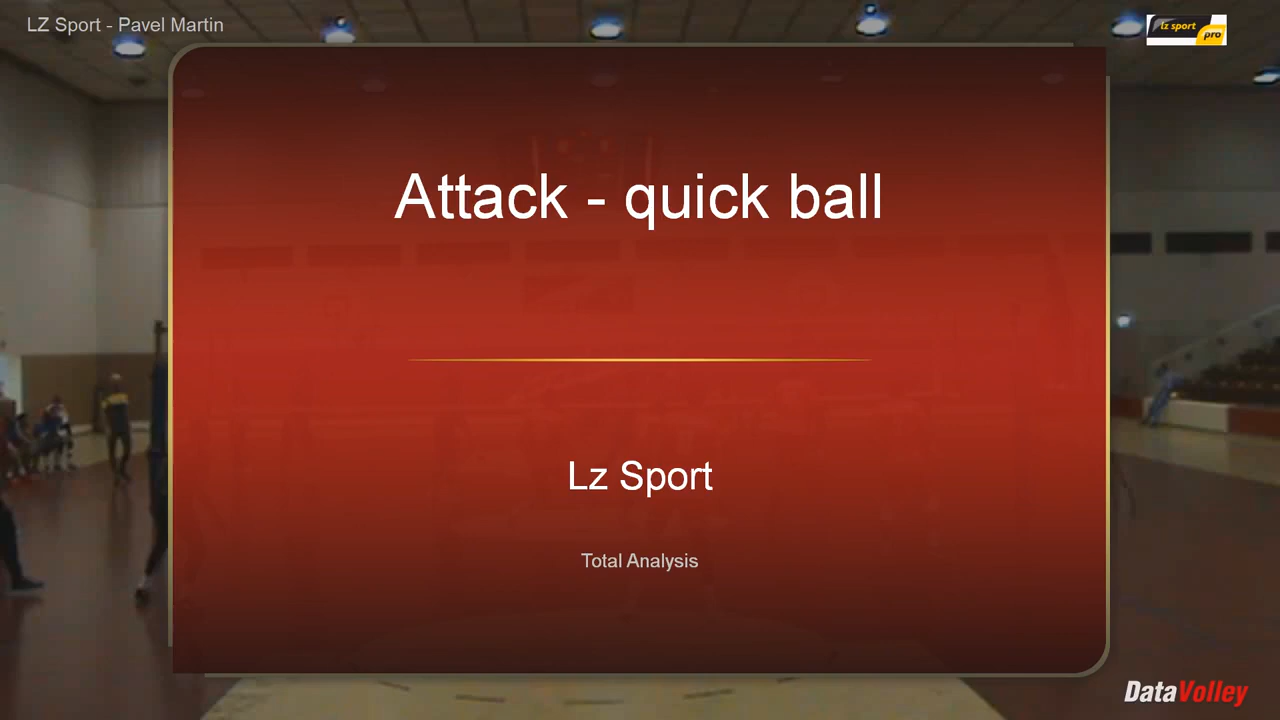 LZ Sport - Pavel Martin
lz sport
pro
Attack - quick ball
Lz Sport
Total Analysis
DataVolley